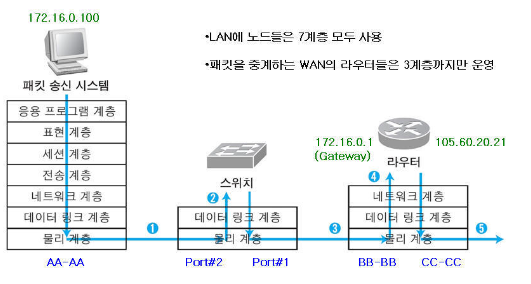 172.16.0.100
•LAN에 노드들은 7계층 모두 사용
•패킷을 중계하는 WAN의 라우터들은 3계층까지만 운영
패킷 송신 시스템
응용 프로그램 계층
표현 계층
세션 계층
전송 계층
네트워크 계층
데이터 링크 계층
물리 계층
AA-AA
1
스위치
2
데이터 링크 계층
물리 계층
Port#2
Port#1
3
172.16.0.1
(Gateway)
105.60.20.21
라우터
4
네트워크 계층
데이터 링크 계층
물리 계층
BB-BB
CC-CC
5